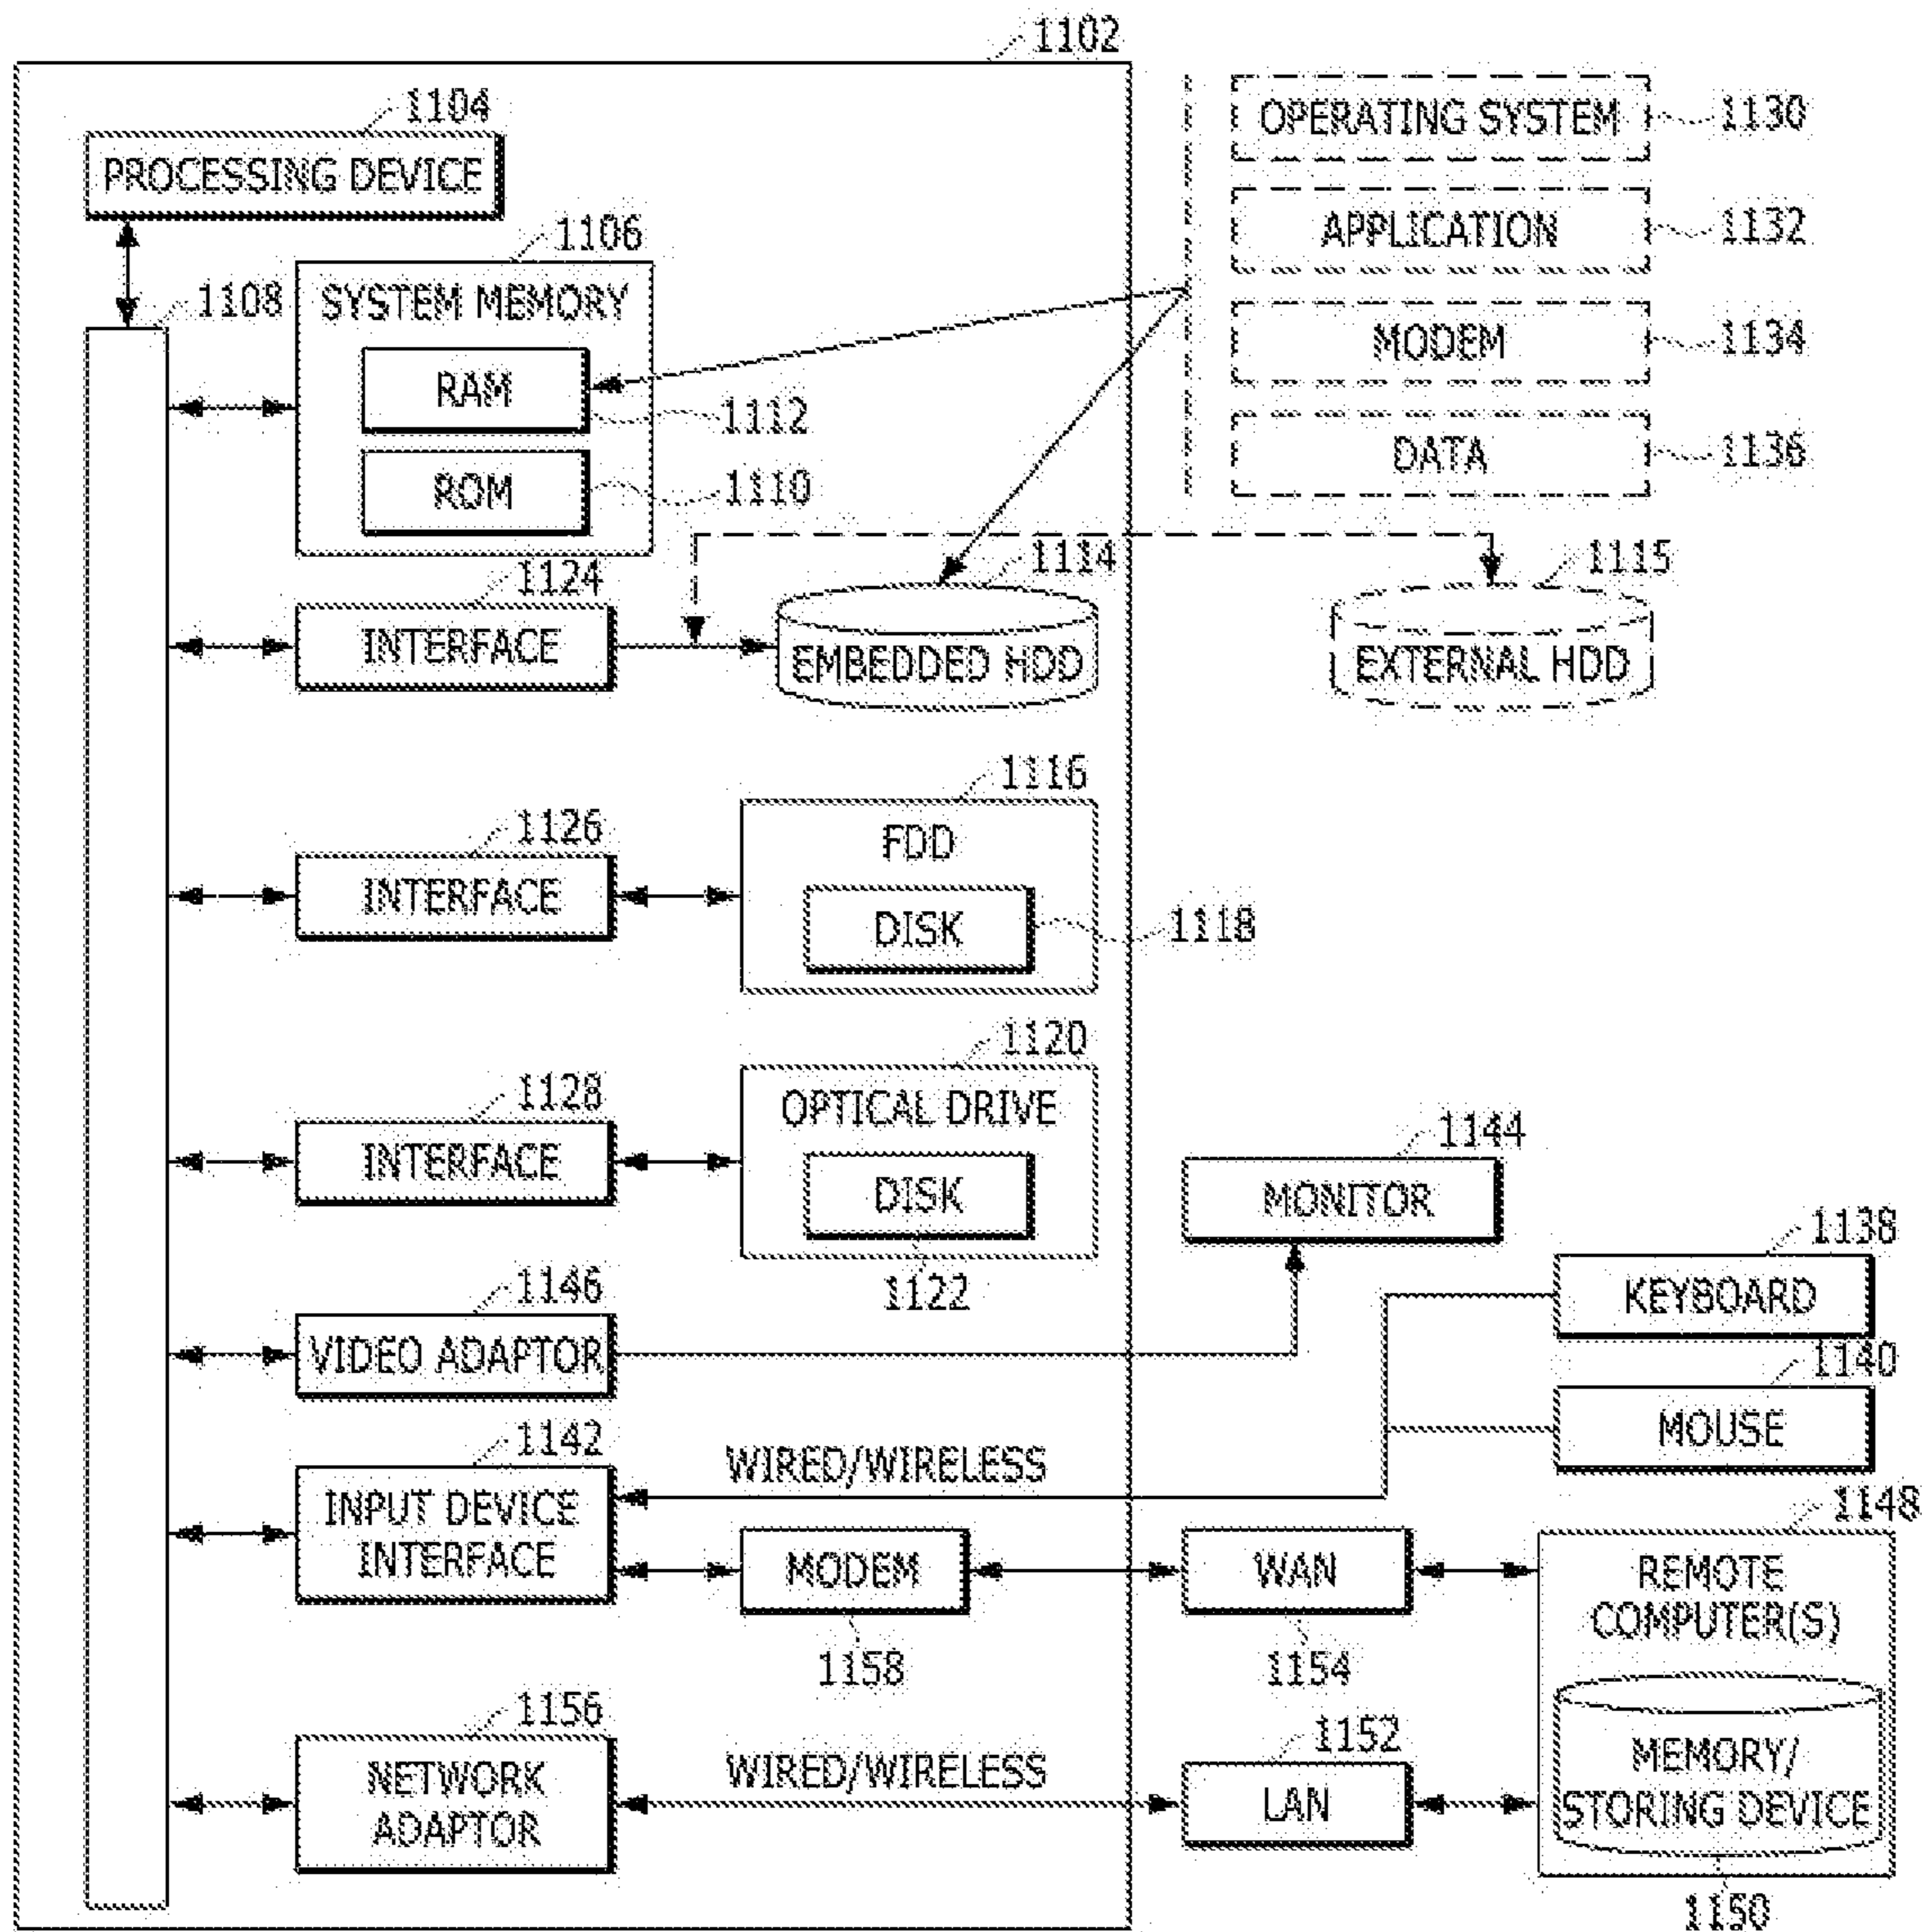 1102
1104
PROCESSING DEVICE
1106
SYSTEM MEMORY
1108
RAM
1112
ROM
1110
OPERATING SYSTEM
1130
APPLICATION
1132
MODEM
1134
DATA
1136
1124
INTERFACE
1114
EMBEDDED HDD
1115
EXTERNAL HDD
1126
INTERFACE
1116
FDD
DISK
1118
1128
INTERFACE
1120
OPTICAL DRIVE
DISK
1122
1144
MONITOR
1146
VIDEO ADAPTOR
1138
KEYBOARD
1140
MOUSE
1142
INPUT DEVICE
INTERFACE
WIRED/WIRELESS
MODEM
1158
WAN
1154
1148
REMOTE
COMPUTER(S)
MEMORY/
STORING DEVICE
1150
1156
NETWORK
ADAPTOR
WIRED/WIRELESS
1152
LAN